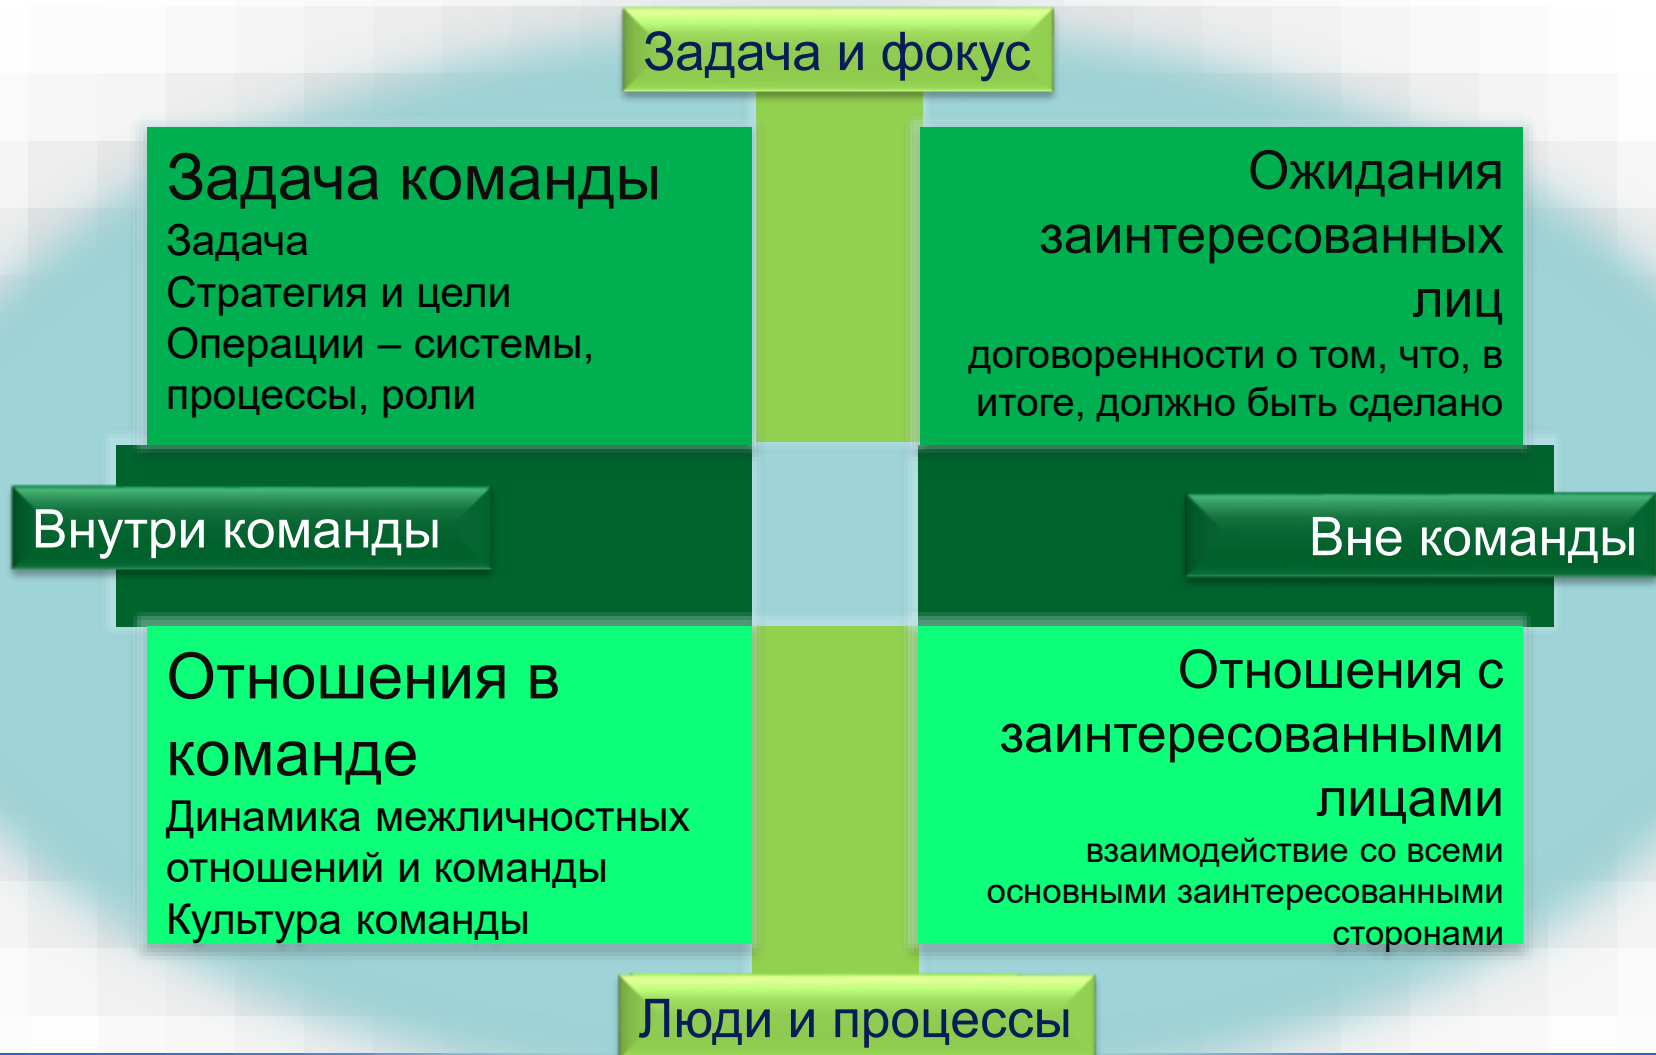 Задача и фокус
Задача команды
Задача
Стратегия и цели
Операции – системы,
процессы, роли
Ожидания
заинтересованных
лиц
договоренности о том, что, в
итоге, должно быть сделано
Внутри команды
Вне команды
Отношения в
команде
Динамика межличностных
отношений и команды
Культура команды
Отношения с
заинтересованными
лицами
взаимодействие со всеми
основными заинтересованными
сторонами
Люди и процессы